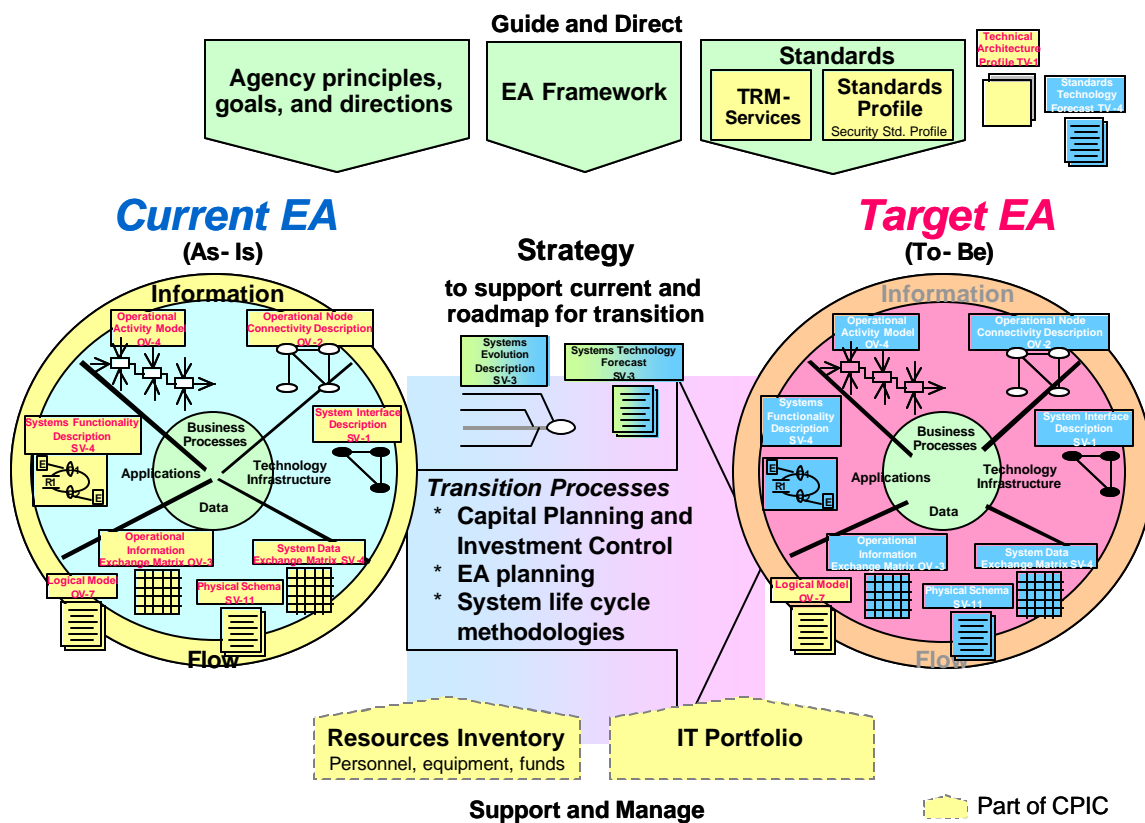 Guide and Direct
Agency principles,
goals, and directions
EA Framework
Standards
TRM-
Services
Standards
Profile
Security Std. Profile
Technical
Architecture
Profile TV-1
Standards
Technology
Forecast TV-4
Current EA
(As- Is)
Strategy
to support current and
roadmap for transition
Target EA
(To- Be)
Information
Operational
Activity Model
OV-4
Operational Node
Connectivity Description
OV-2
Systems Functionality
Description
SV-4
System Interface
Description
SV-1
Business
Processes
Applications
Technology
Infrastructure
Data
E
1
R1
2
E
Operational
Information
Exchange Matrix OV-3
System Data
Exchange Matrix SV-4
Logical Model
OV-7
Physical Schema
SV-11
Flow
Systems
Evolution
Description
SV-3
Systems Technology
Forecast
SV-3
Transition Processes
* Capital Planning and
Investment Control
* EA planning
* System life cycle
methodologies
Information
Operational
Activity Model
OV-4
Operational Node
Connectivity Description
OV-2
Systems
Functionality
Description
SV-4
System Interface
Description
SV-1
Business
Processes
Applications
Technology
Infrastructure
Data
E
1
R1
2
E
Operational
Information
Exchange Matrix OV-3
System Data
Exchange Matrix SV-4
Logical Model
OV-7
Physical Schema
SV-11
Flow
Resources Inventory
Personnel, equipment, funds
IT Portfolio
Support and Manage
Part of CPIC